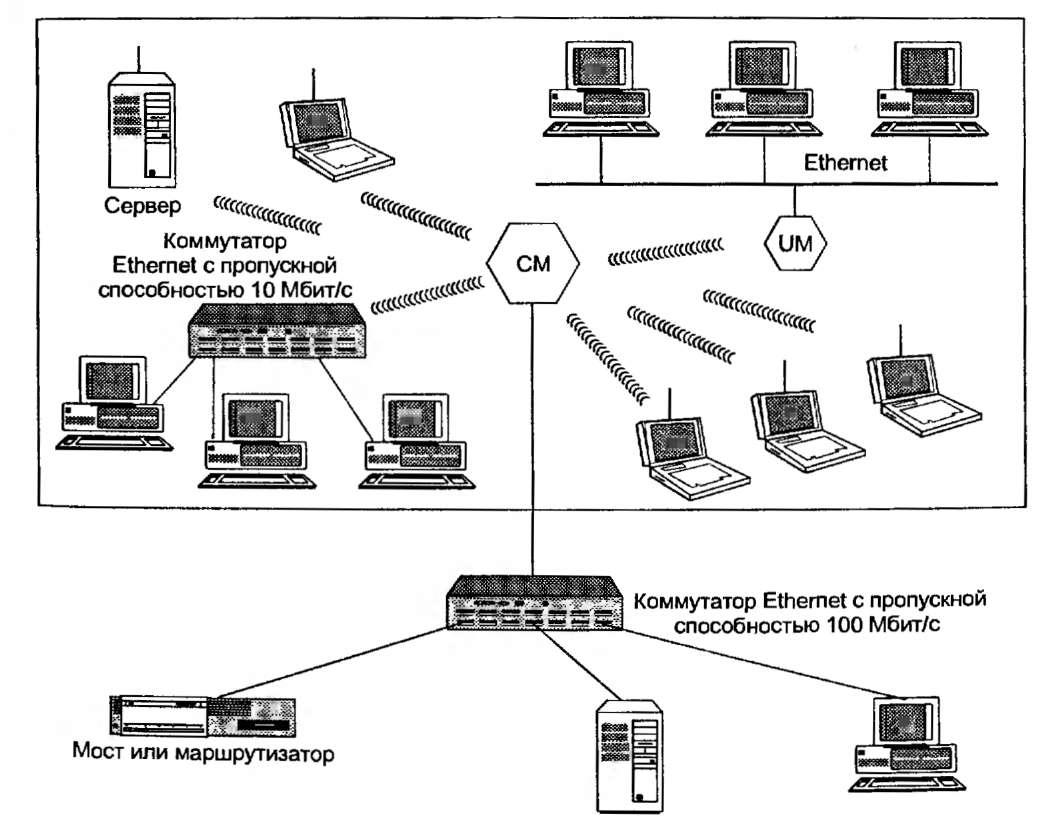 Ethernet
Сервер
Коммутатор
Ethernet с пропускной
способностью 10 Мбит/с
CM
UM
Коммутатор Ethernet с пропускной
способностью 100 Мбит/с
Мост или маршрутизатор